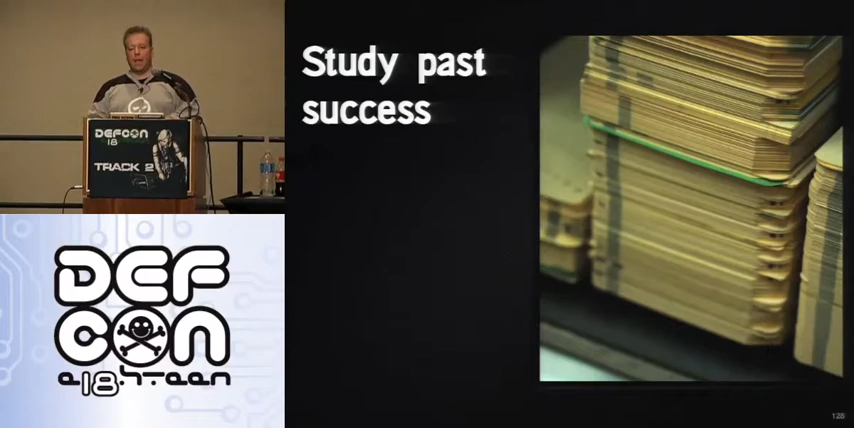 Study past
success
DEFCON
18
TRACK 2
DEF
CON
e18hteen
128